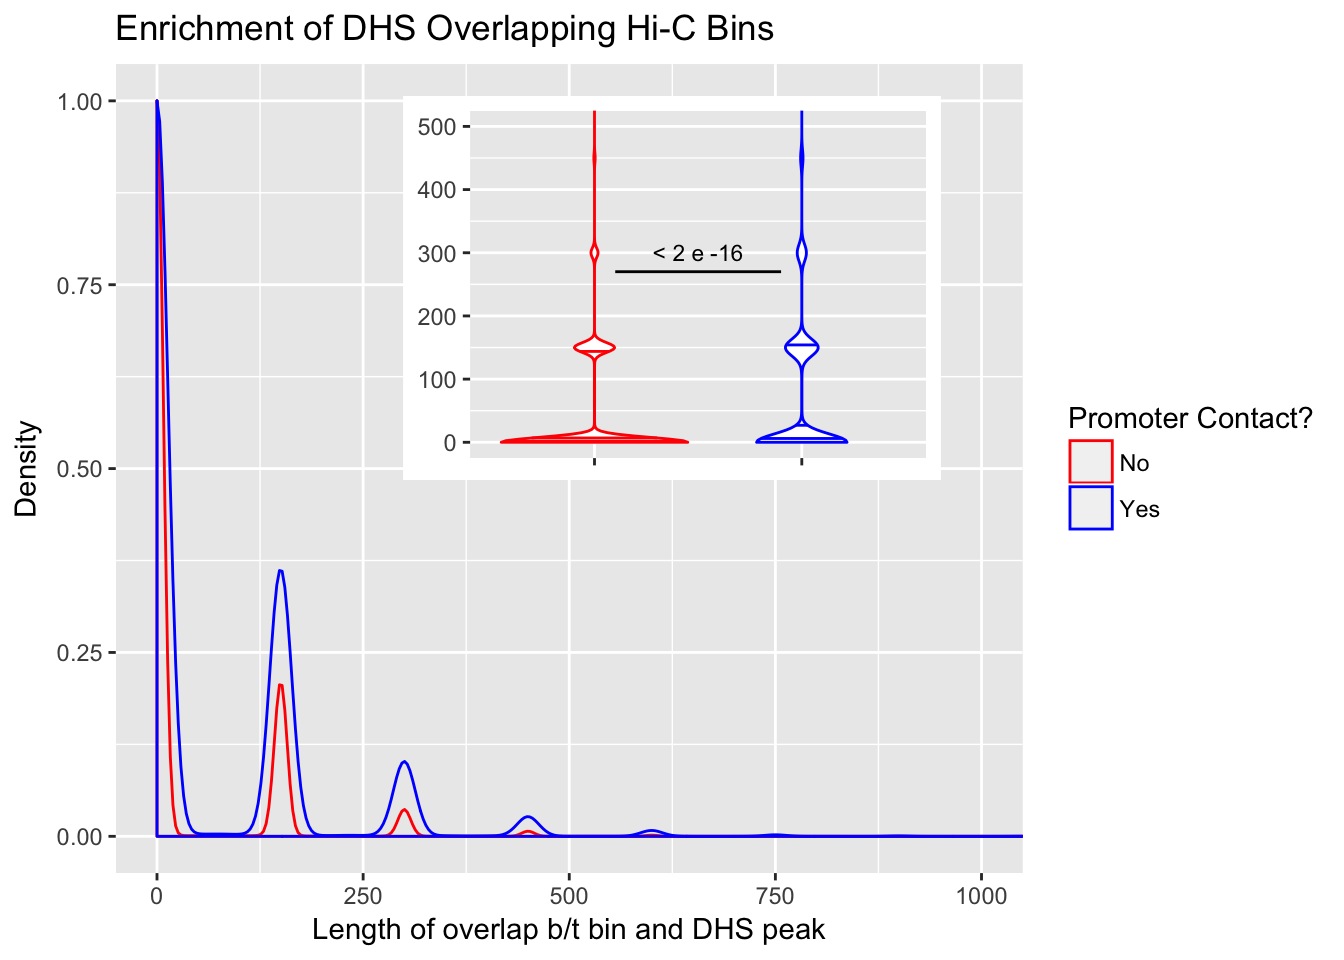 Enrichment of DHS Overlapping Hi-C Bins
Density
1.00
0.75
0.50
0.25
0.00
500
400
300
200
100
0
< 2 e -16
0
250
500
750
1000
Length of overlap b/t bin and DHS peak
Promoter Contact?
No
Yes